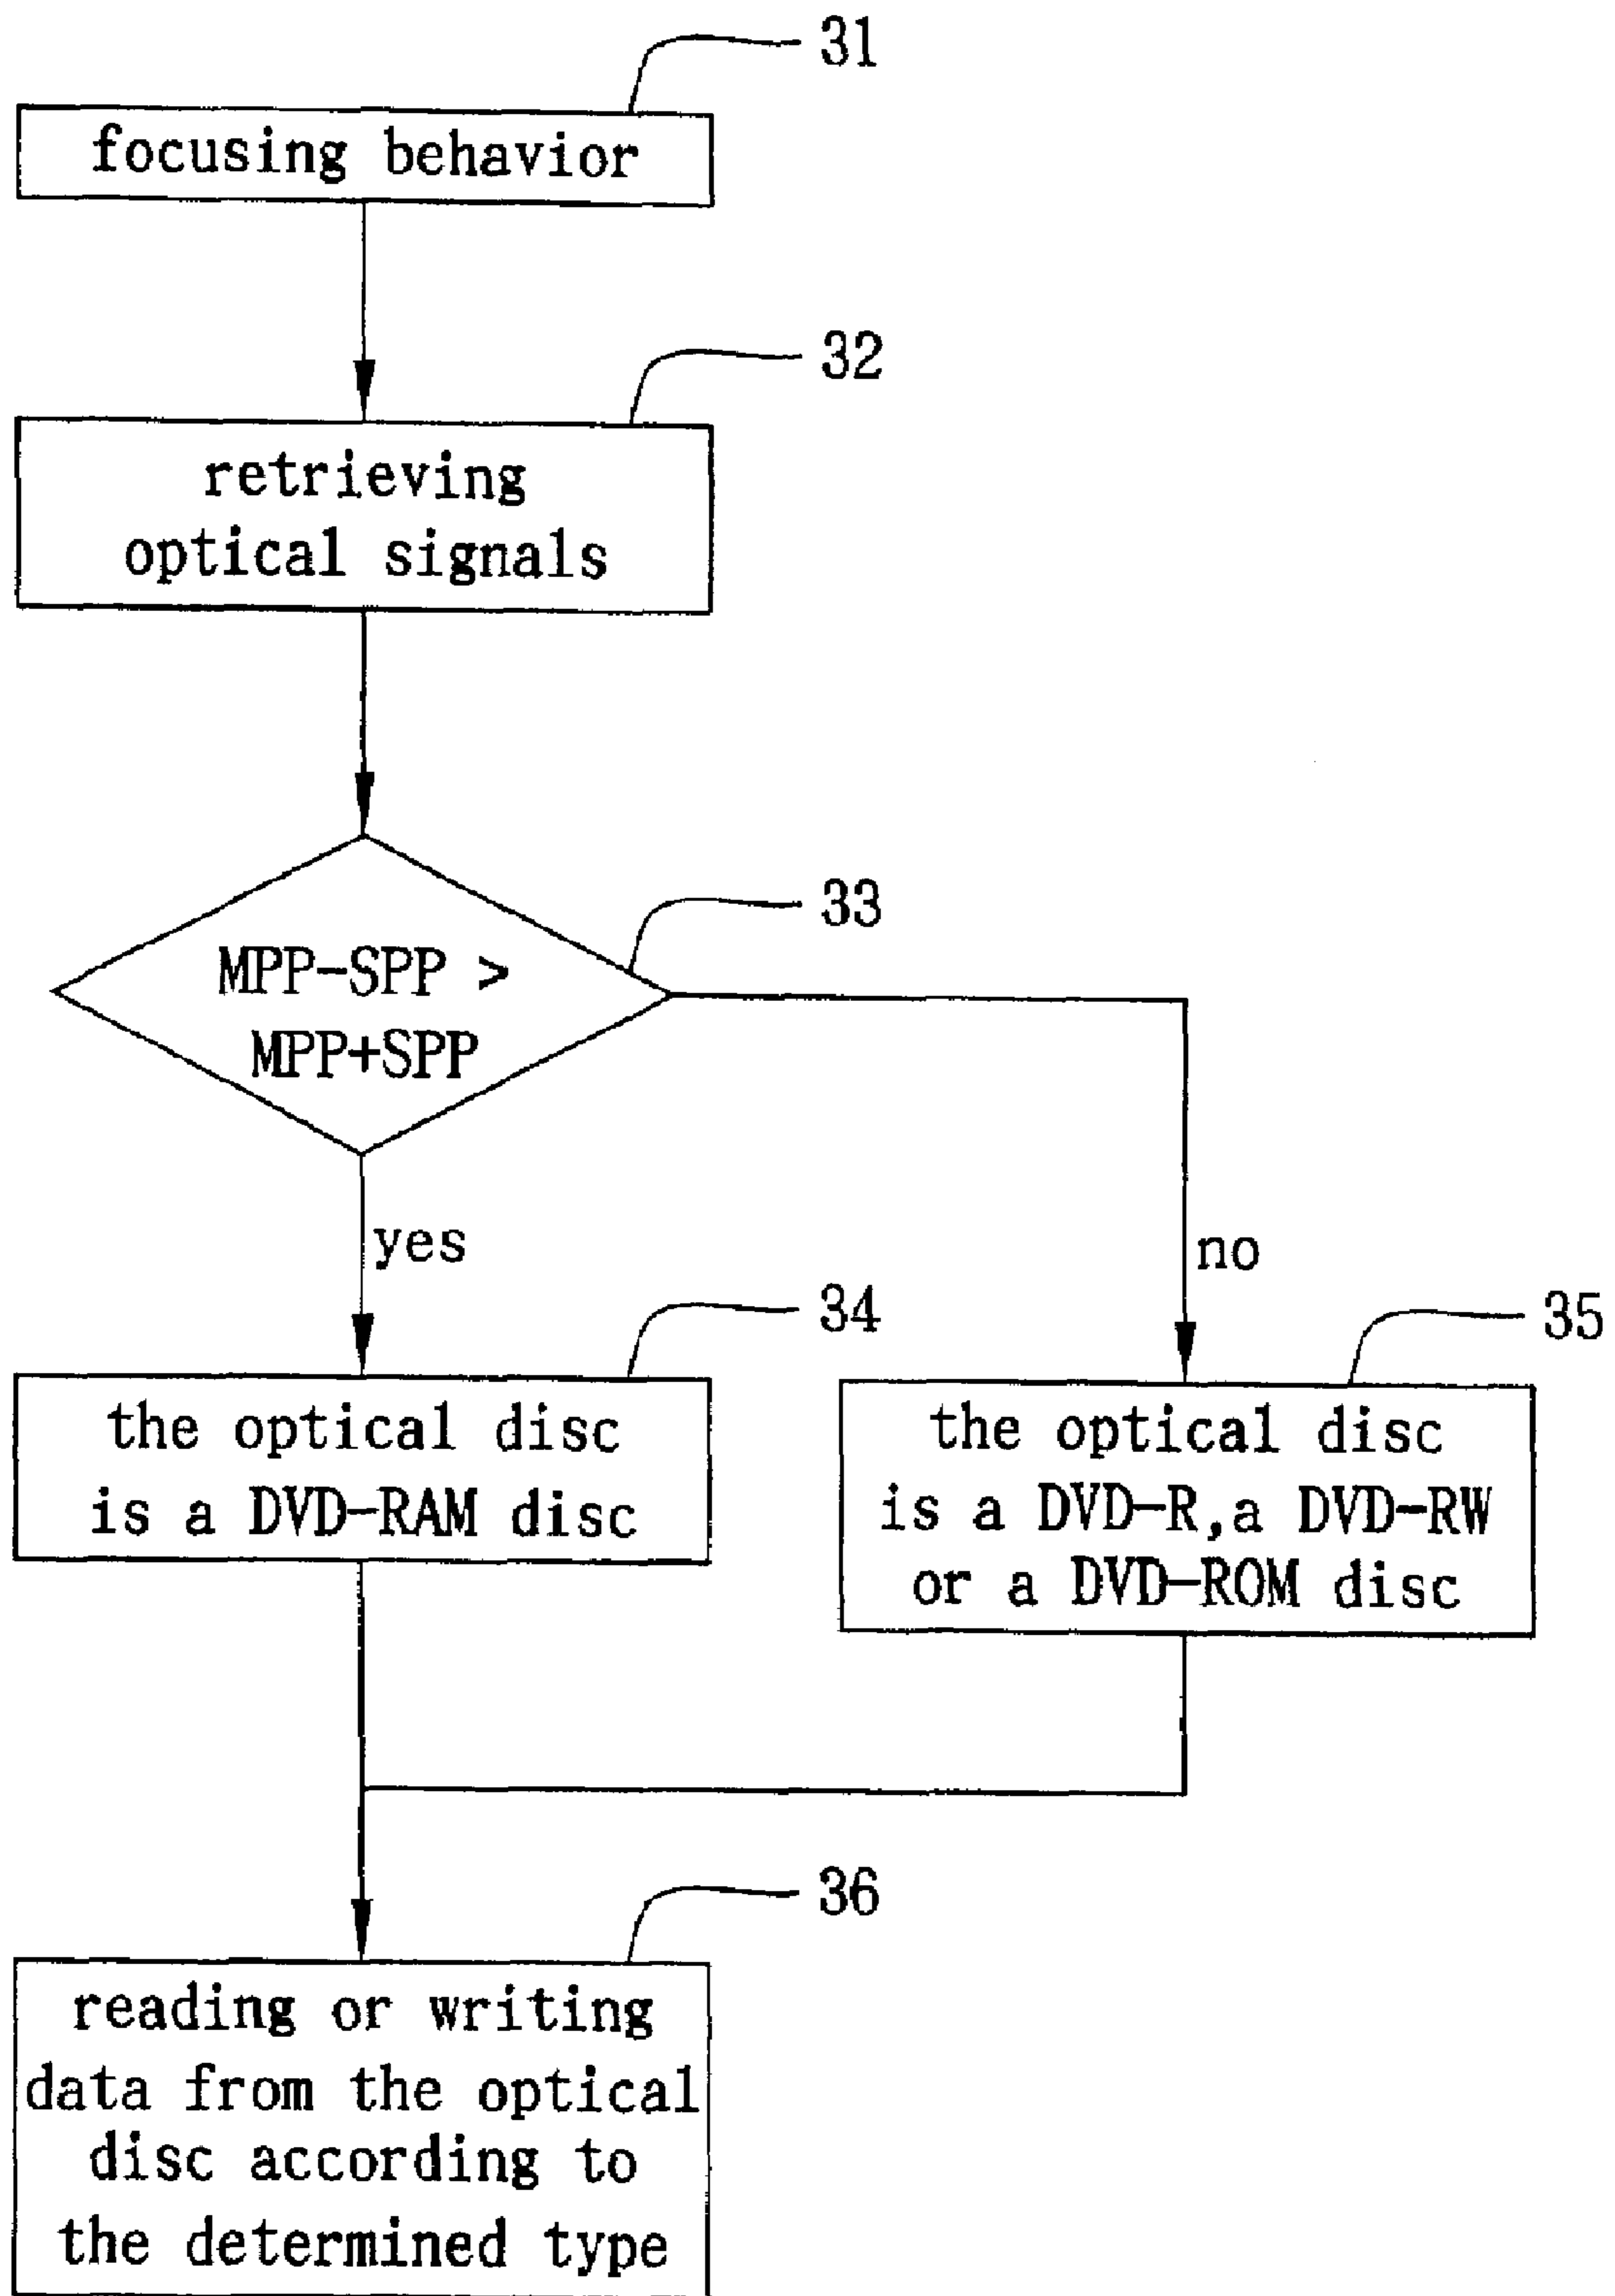 31
focusing behavior
32
retrieving
optical signals
33
MPP-SPP >
MPP+SPP
yes
no
34
35
the optical disc
is a DVD-RAM disc
the optical disc
is a DVD-R,a DVD-RW
or a DVD-ROM disc
36
reading or writing
data from the optical
disc according to
the determined type